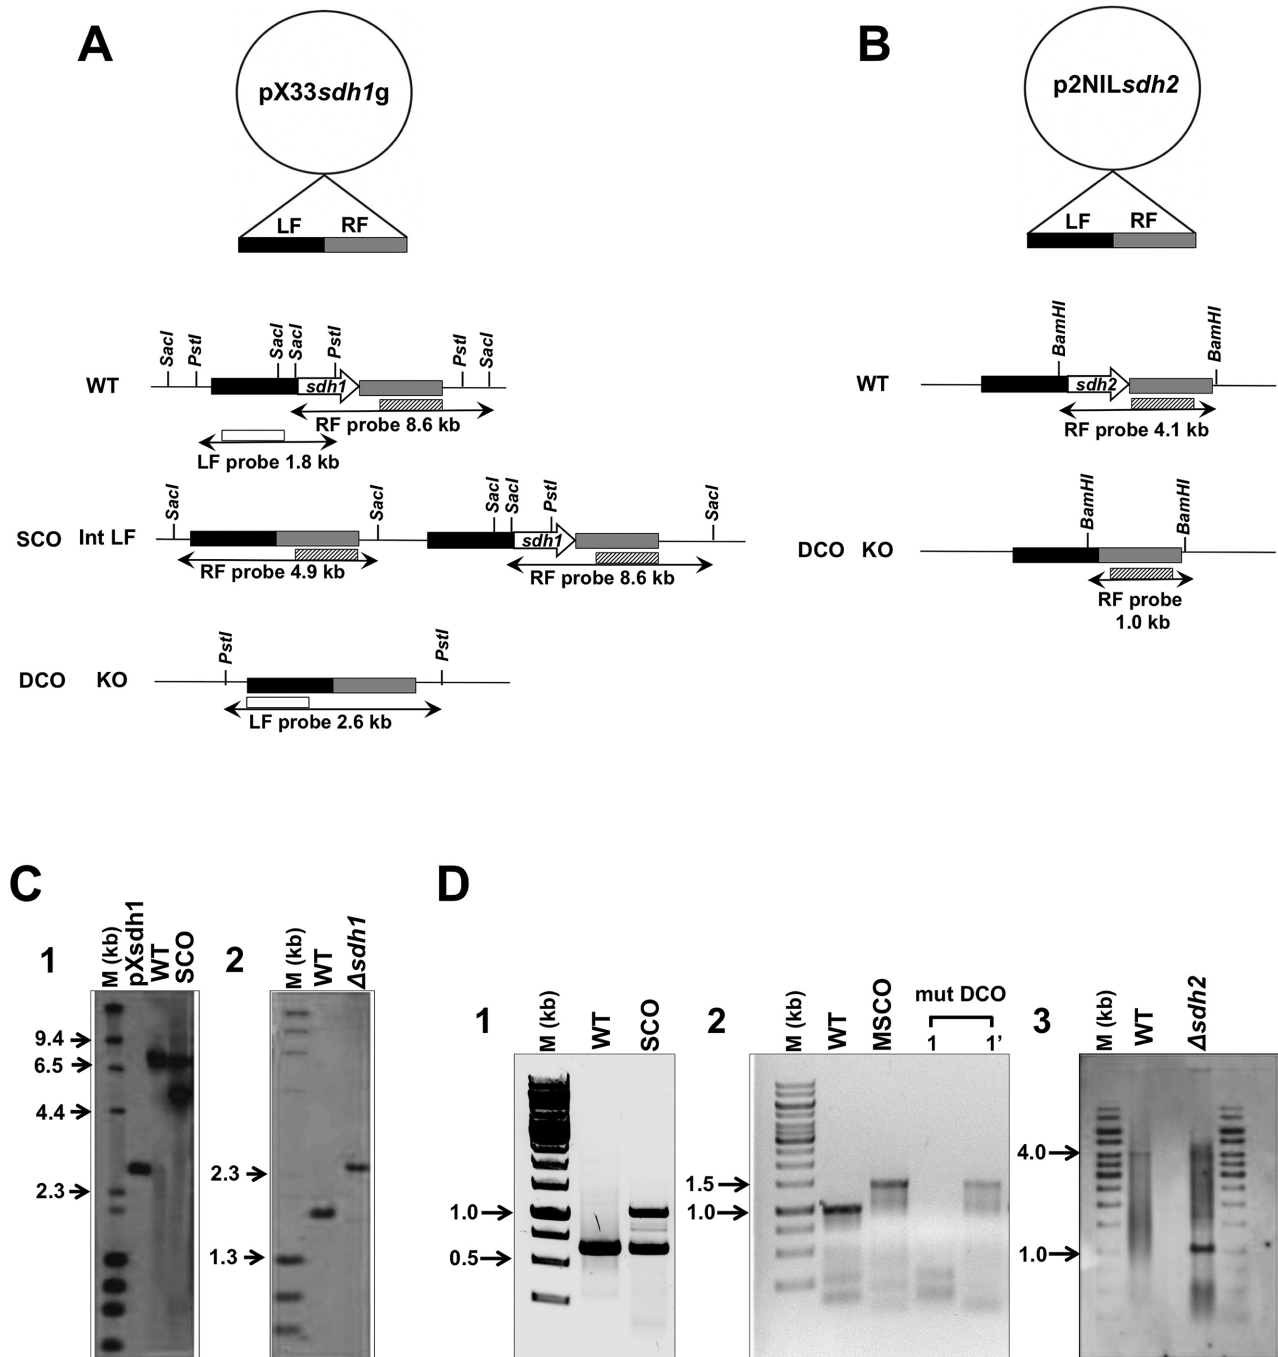 A
pX33sdh1g
LF RF
SacI PstI SacI SacI PstI PstI SacI
WT
sdh1
RF probe 8.6 kb
LF probe 1.8 kb
SacI SacI SacI SacI PstI SacI
SCO Int LF
sdh1
RF probe 4.9 kb
RF probe 8.6 kb
PstI PstI
DCO KO
LF probe 2.6 kb
B
p2NILsdh2
LF RF
BamHI BamHI
WT
sdh2
RF probe 4.1 kb
BamHI BamHI
DCO KO
RF probe
1.0 kb
C
1
M (kb) pXsdh1 WT SCO
9.4
6.5
4.4
2.3
2
M (kb) WT Δsdh1
2.3
1.3
D
1
M (kb) WT SCO
1.0
0.5
2
M (kb) WT MSCO
mut DCO
1 1’
1.5
1.0
3
M (kb) WT Δsdh2
4.0
1.0